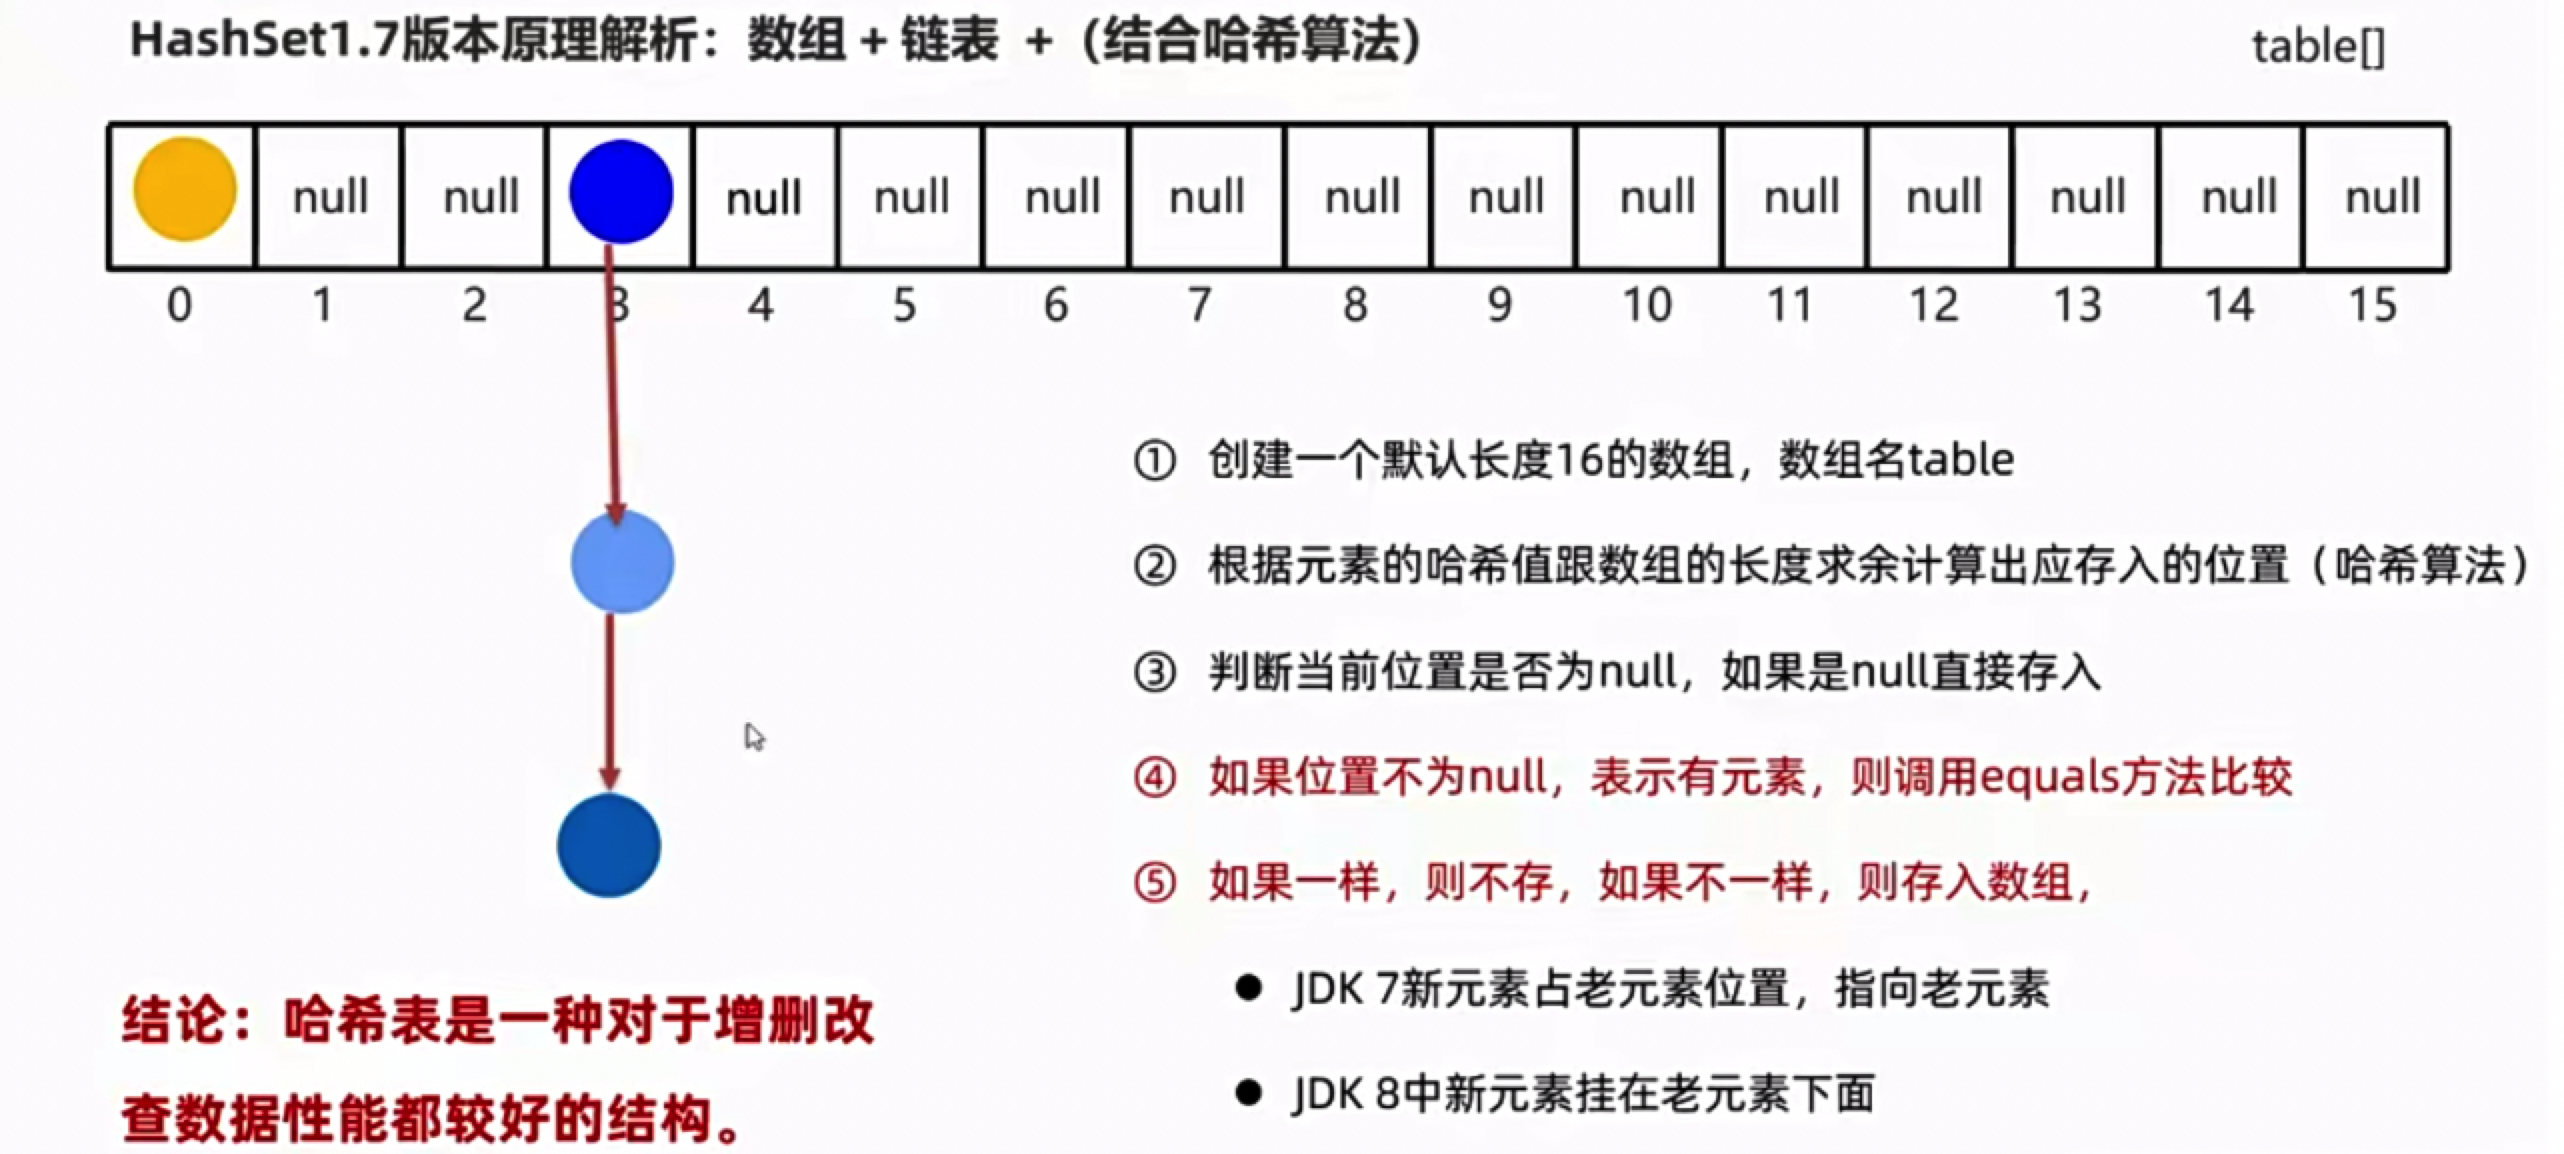 HashSet1.7版本原理解析：数组 + 链表 +（结合哈希算法）
table[]
null null null null null null null null null null null null null null
0 1 2 3 4 5 6 7 8 9 10 11 12 13 14 15
① 创建一个默认长度16的数组，数组名table
② 根据元素的哈希值跟数组的长度求余计算出应存入的位置（哈希算法）
③ 判断当前位置是否为null，如果是null直接存入
④ 如果位置不为null，表示有元素，则调用equals方法比较
⑤ 如果一样，则不存，如果不一样，则存入数组，
● JDK 7新元素占老元素位置，指向老元素
● JDK 8中新元素挂在老元素下面
结论：哈希表是一种对于增删改
查数据性能都较好的结构。